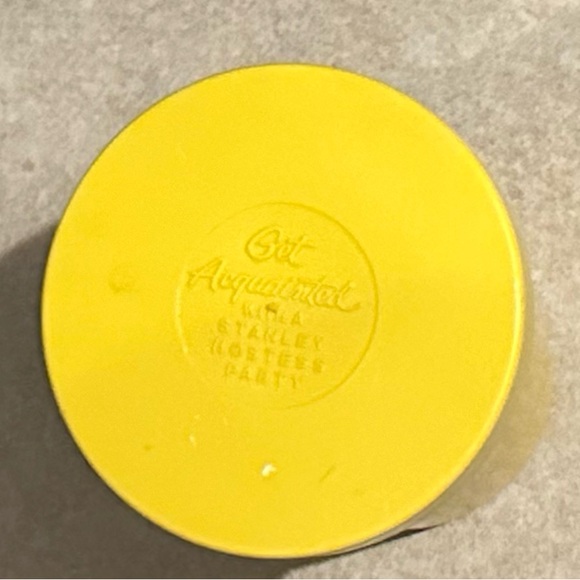 Get
Acquainted
WITH A
STANLEY
HOSTESS
PARTY